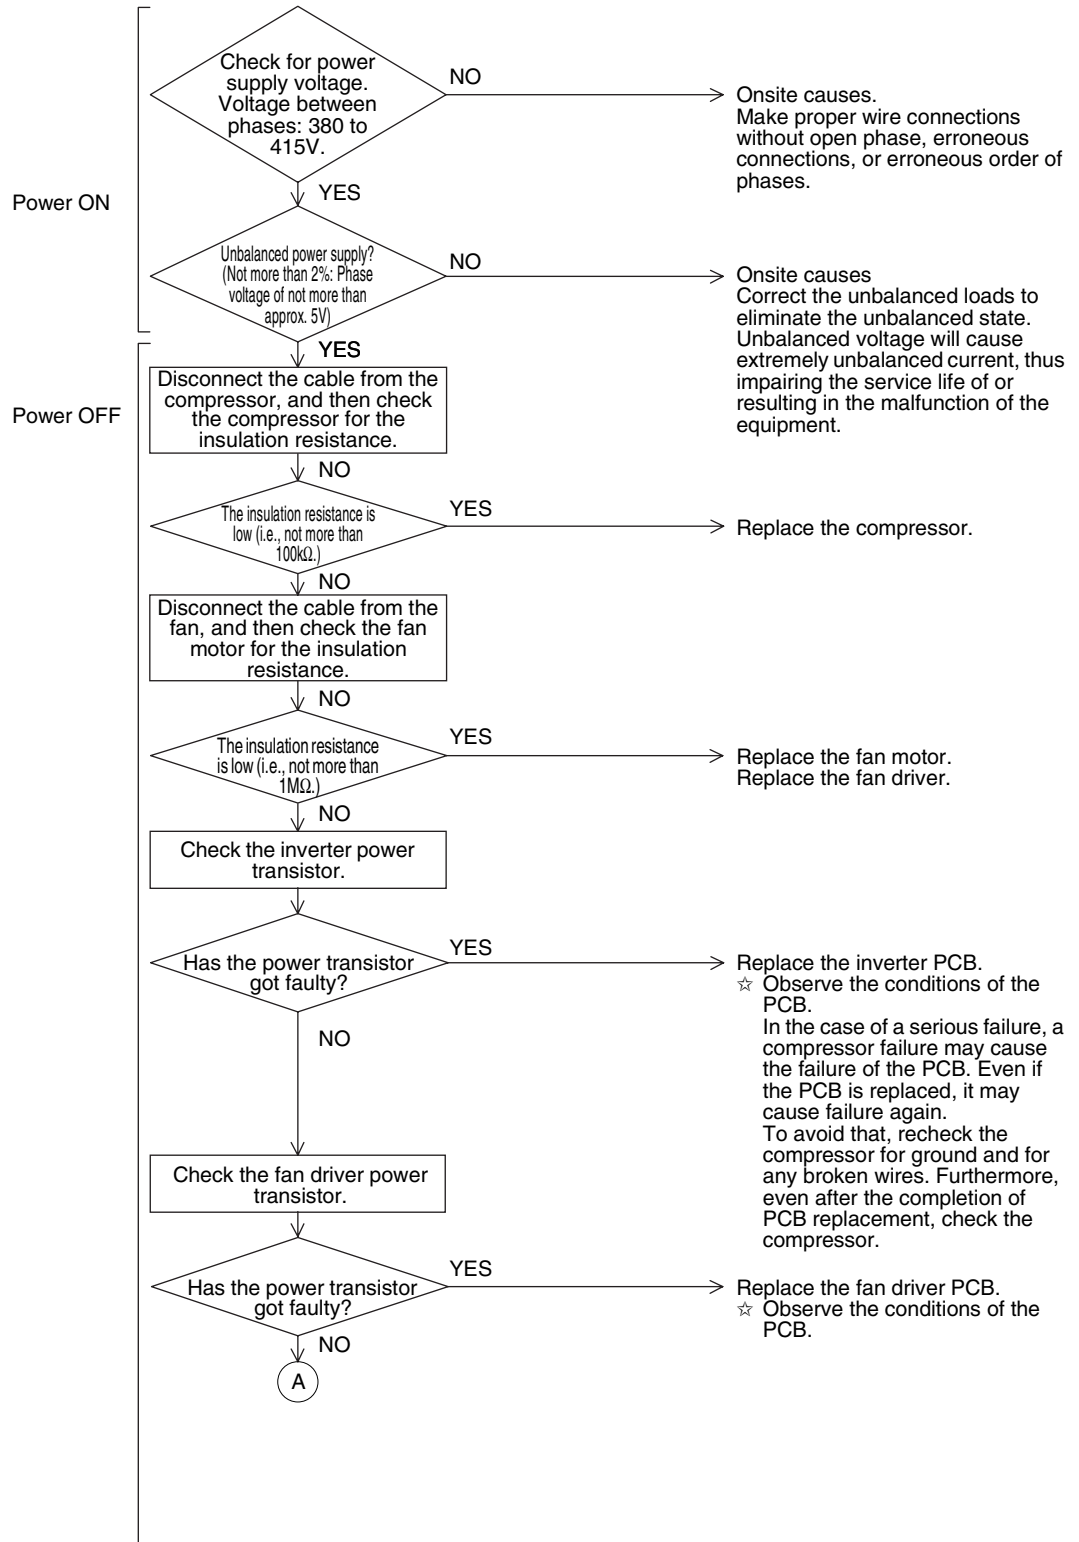 Check for power
supply voltage.
Voltage between
phases: 380 to
415V.
NO
Onsite causes.
Make proper wire connections
without open phase, erroneous
connections, or erroneous order of
phases.
Power ON
YES
Unbalanced power supply?
(Not more than 2%: Phase
voltage of not more than
approx. 5V)
NO
Onsite causes
Correct the unbalanced loads to
eliminate the unbalanced state.
Unbalanced voltage will cause
extremely unbalanced current, thus
impairing the service life of or
resulting in the malfunction of the
equipment.
YES
Power OFF
Disconnect the cable from the
compressor, and then check
the compressor for the
insulation resistance.
NO
The insulation resistance is
low (i.e., not more than
100kΩ.)
YES
Replace the compressor.
NO
Disconnect the cable from the
fan, and then check the fan
motor for the insulation
resistance.
NO
The insulation resistance
is low (i.e., not more than
1MΩ.)
YES
Replace the fan motor.
Replace the fan driver.
NO
Check the inverter power
transistor.
Has the power transistor
got faulty?
YES
Replace the inverter PCB.
☆ Observe the conditions of the
PCB.
In the case of a serious failure, a
compressor failure may cause
the failure of the PCB. Even if
the PCB is replaced, it may
cause failure again.
To avoid that, recheck the
compressor for ground and for
any broken wires. Furthermore,
even after the completion of
PCB replacement, check the
compressor.
NO
Check the fan driver power
transistor.
Has the power transistor
got faulty?
YES
Replace the fan driver PCB.
☆ Observe the conditions of the
PCB.
NO
A